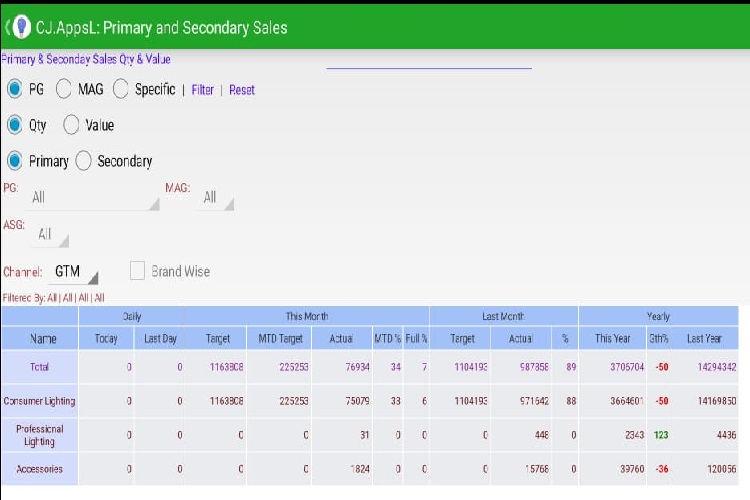 CJ.AppsL: Primary and Secondary Sales
Primary & Seconday Sales Qty & Value
PG MAG Specific | Filter | Reset
Qty Value
Primary Secondary
PG: All MAG: All
ASG: All
Channel: GTM Brand Wise
Filtered By: All | All | All | All
Daily This Month Last Month Yearly
Name Today Last Day Target MTD Target Actual MTD % Full % Target Actual % This Year Gth% Last Year
Total 0 0 1163808 225253 76934 34 7 1104193 987858 89 3706704 -50 14294342
Consumer Lighting 0 0 1163808 225253 75079 33 6 1104193 971642 88 3664601 -50 14169850
Professional
Lighting 0 0 0 0 31 0 0 0 448 0 2343 123 4436
Accessories 0 0 0 0 1824 0 0 0 15768 0 39760 -36 120056